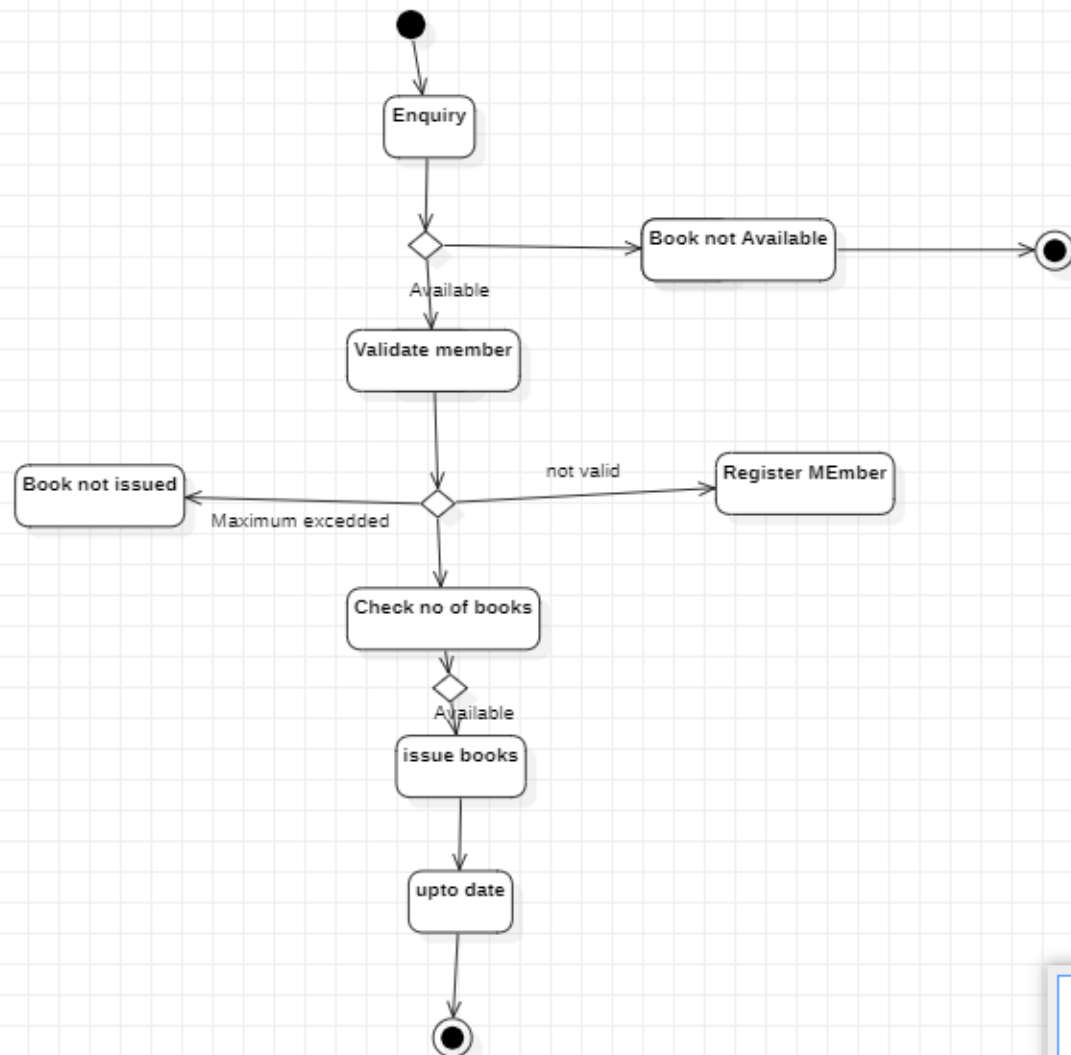 Enquiry
Book not Available
Available
Validate member
not valid
Register MEmber
Book not issued
Maximum excedded
Check no of books
Available
issue books
upto date